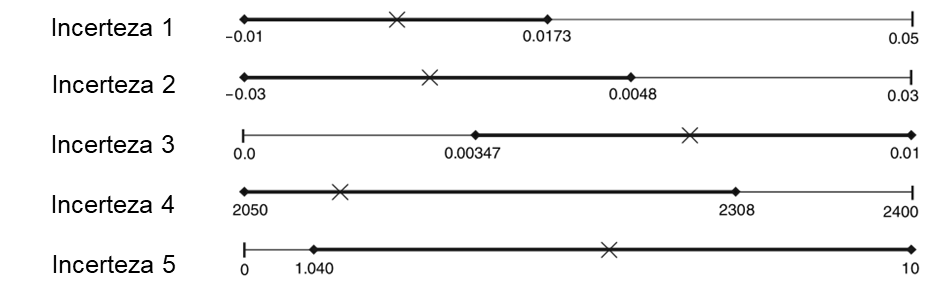 Incerteza 1
−0.01 0.0173 0.05
Incerteza 2
−0.03 0.0048 0.03
Incerteza 3
0.0 0.00347 0.01
Incerteza 4
2050 2308 2400
Incerteza 5
0 1.040 10